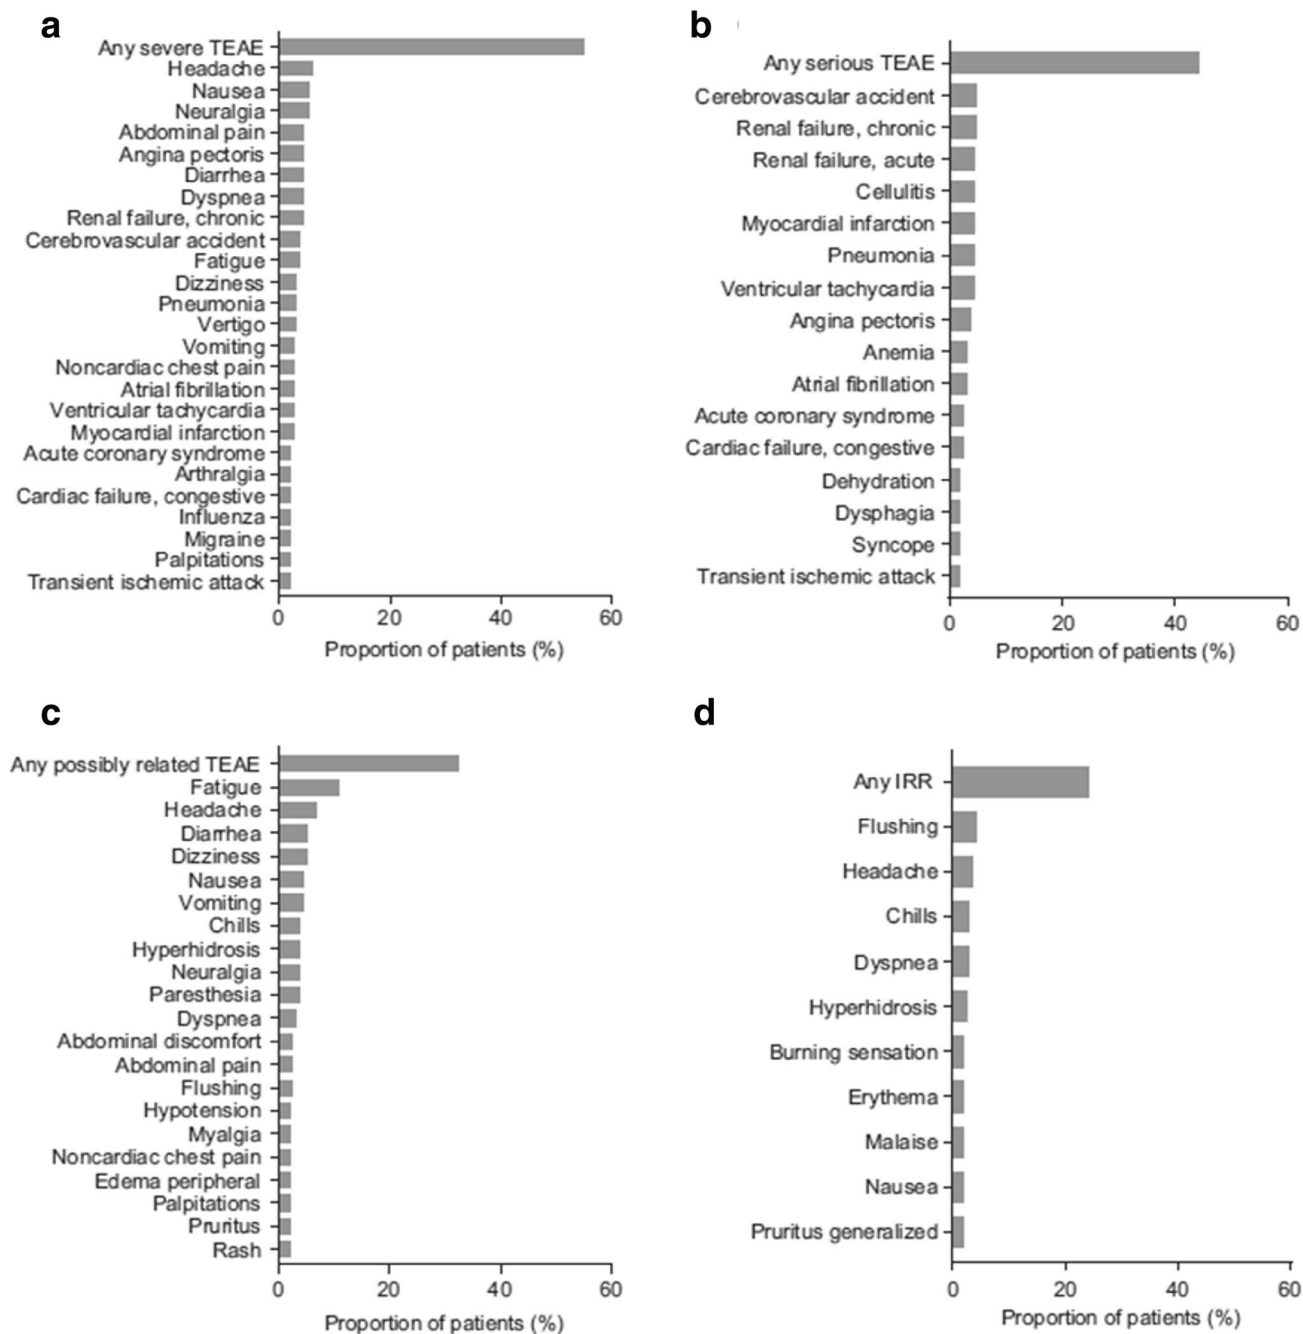 a
Any severe TEAE
Headache
Nausea
Neuralgia
Abdominal pain
Angina pectoris
Diarrhea
Dyspnea
Renal failure, chronic
Cerebrovascular accident
Fatigue
Dizziness
Pneumonia
Vertigo
Vomiting
Noncardiac chest pain
Atrial fibrillation
Ventricular tachycardia
Myocardial infarction
Acute coronary syndrome
Arthralgia
Cardiac failure, congestive
Influenza
Migraine
Palpitations
Transient ischemic attack
0 20 40 60
Proportion of patients (%)
b
Any serious TEAE
Cerebrovascular accident
Renal failure, chronic
Renal failure, acute
Cellulitis
Myocardial infarction
Pneumonia
Ventricular tachycardia
Angina pectoris
Anemia
Atrial fibrillation
Acute coronary syndrome
Cardiac failure, congestive
Dehydration
Dysphagia
Syncope
Transient ischemic attack
0 20 40 60
Proportion of patients (%)
c
Any possibly related TEAE
Fatigue
Headache
Diarrhea
Dizziness
Nausea
Vomiting
Chills
Hyperhidrosis
Neuralgia
Paresthesia
Dyspnea
Abdominal discomfort
Abdominal pain
Flushing
Hypotension
Myalgia
Noncardiac chest pain
Edema peripheral
Palpitations
Pruritus
Rash
0 20 40 60
Proportion of patients (%)
d
Any IRR
Flushing
Headache
Chills
Dyspnea
Hyperhidrosis
Burning sensation
Erythema
Malaise
Nausea
Pruritus generalized
0 20 40 60
Proportion of patients (%)